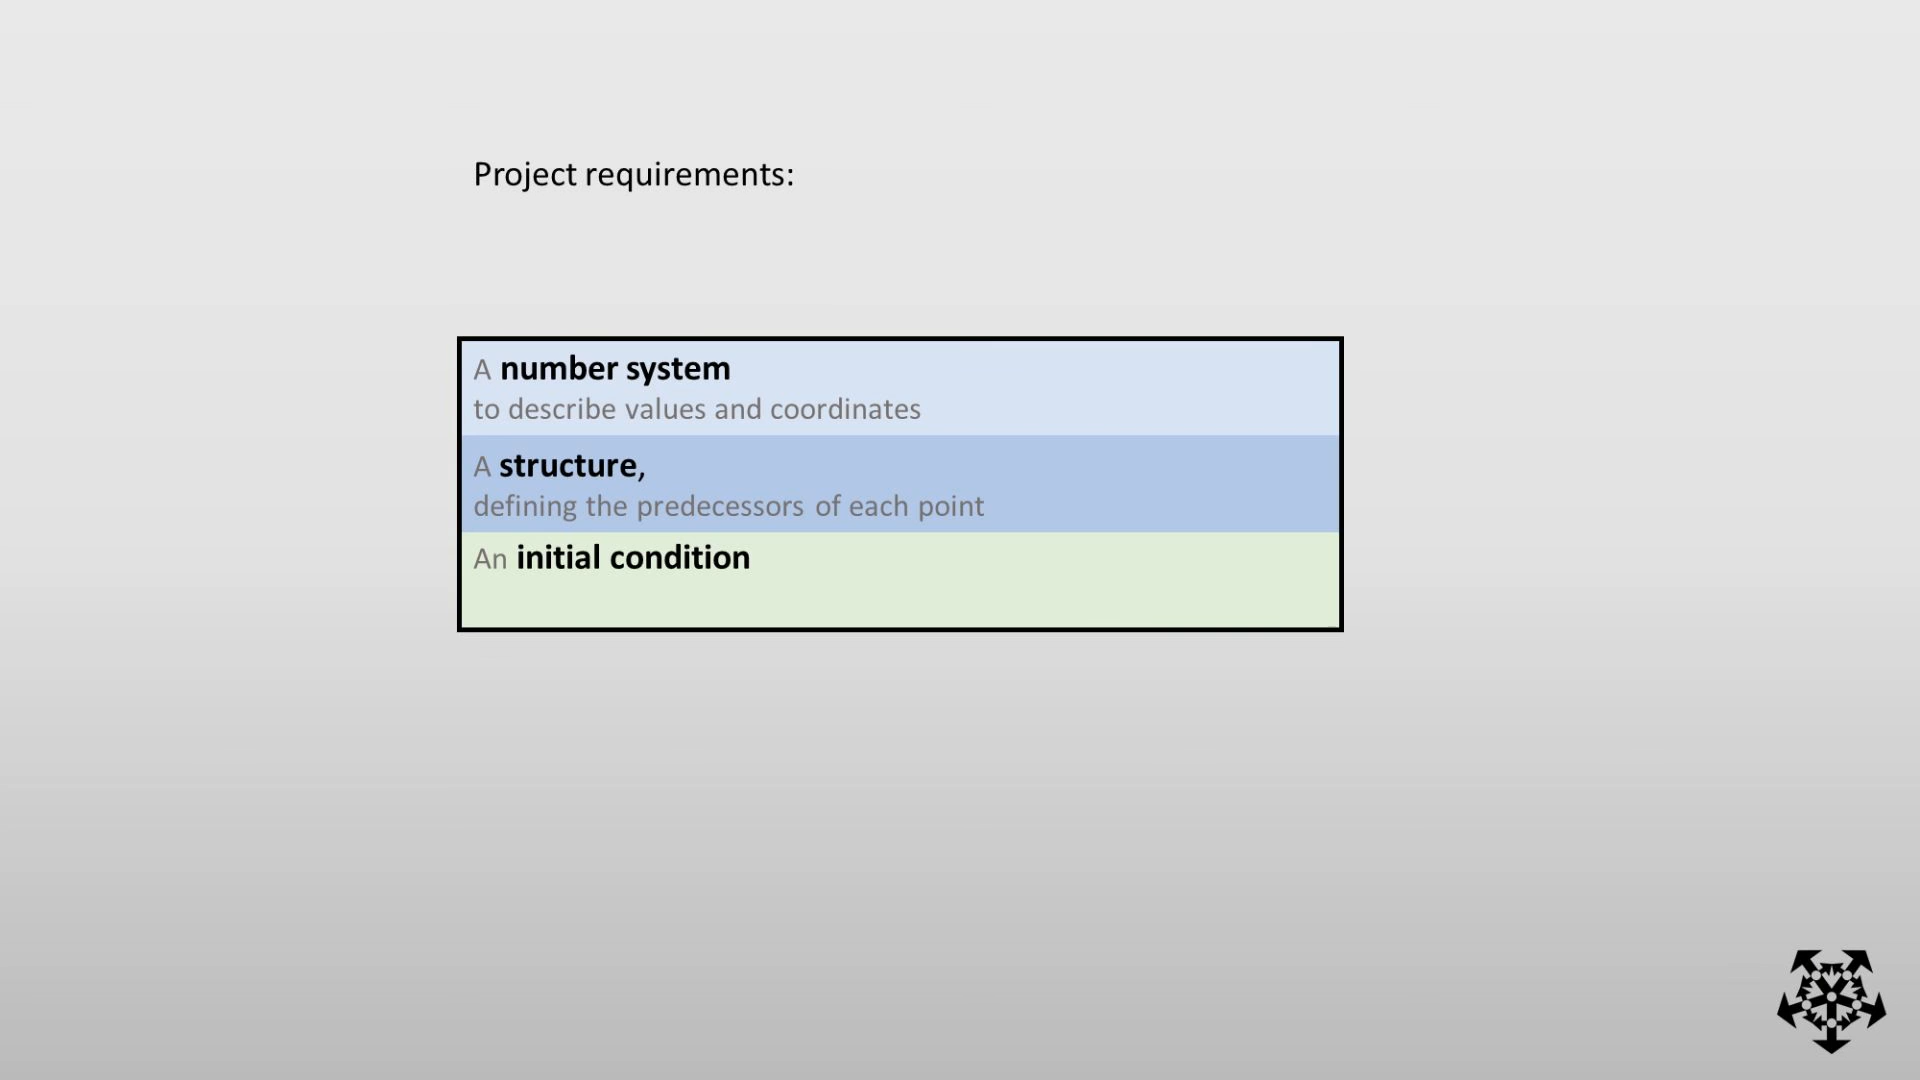 Project requirements:
A number system
to describe values and coordinates
A structure,
defining the predecessors of each point
An initial condition